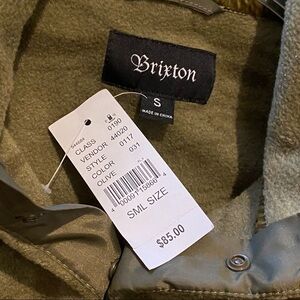 Brixton
S
MADE IN CHINA
CLASS 0190
VENDOR 44020
STYLE 0117
COLOR 031
OLIVE
SML SIZE
$85.00